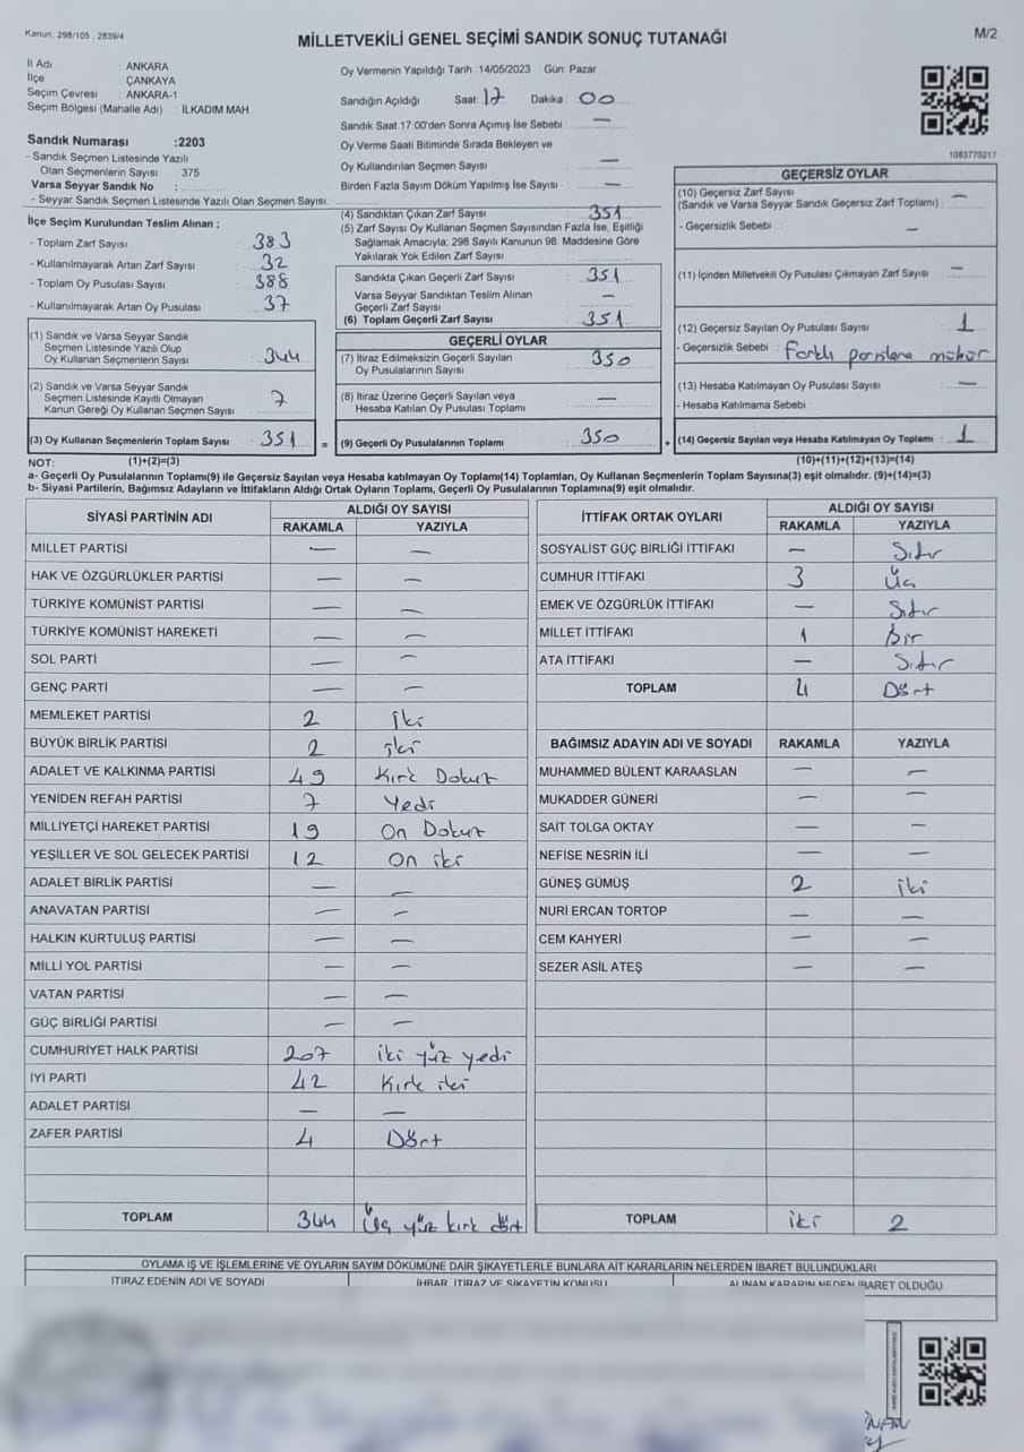 Kanun: 298/105 , 2839/4
M/2
MİLLETVEKİLİ GENEL SEÇİMİ SANDIK SONUÇ TUTANAĞI
İl Adı : ANKARA
İlçe : ÇANKAYA
Seçim Çevresi : ANKARA-1
Seçim Bölgesi (Mahalle Adı) : İLKADIM MAH.
Sandık Numarası :2203
- Sandık Seçmen Listesinde Yazılı
Olan Seçmenlerin Sayısı : 375
Varsa Seyyar Sandık No :
- Seyyar Sandık Seçmen Listesinde Yazılı Olan Seçmen Sayısı:
Oy Vermenin Yapıldığı Tarih :14/05/2023 Gün: Pazar
Sandığın Açıldığı Saat: 17 Dakika : 00
Sandık Saat 17:00'den Sonra Açılmış İse Sebebi : —
Oy Verme Saati Bitiminde Sırada Bekleyen ve
Oy Kullandırılan Seçmen Sayısı : —
Birden Fazla Sayım Döküm Yapılmış İse Sayısı : —
1083770217
İlçe Seçim Kurulundan Teslim Alınan ;
- Toplam Zarf Sayısı : 383
- Kullanılmayarak Artan Zarf Sayısı : 32
- Toplam Oy Pusulası Sayısı : 388
- Kullanılmayarak Artan Oy Pusulası : 37
(1) Sandık ve Varsa Seyyar Sandık
Seçmen Listesinde Yazılı Olup
Oy Kullanan Seçmenlerin Sayısı : 344
(2) Sandık ve Varsa Seyyar Sandık
Seçmen Listesinde Kayıtlı Olmayan
Kanun Gereği Oy Kullanan Seçmen Sayısı : 7
(3) Oy Kullanan Seçmenlerin Toplam Sayısı : 351 =
(1)+(2)=(3)
(4) Sandıktan Çıkan Zarf Sayısı : 351
(5) Zarf Sayısı Oy Kullanan Seçmen Sayısından Fazla İse, Eşitliği
Sağlamak Amacıyla; 298 Sayılı Kanunun 98. Maddesine Göre
Yakılarak Yok Edilen Zarf Sayısı :
Sandıkta Çıkan Geçerli Zarf Sayısı : 351
Varsa Seyyar Sandıktan Teslim Alınan
Geçerli Zarf Sayısı : —
(6) Toplam Geçerli Zarf Sayısı : 351
GEÇERLİ OYLAR
(7) İtiraz Edilmeksizin Geçerli Sayılan
Oy Pusulalarının Sayısı : 350
(8) İtiraz Üzerine Geçerli Sayılan veya
Hesaba Katılan Oy Pusulası Toplamı : —
(9) Geçerli Oy Pusulalarının Toplamı : 350 +
GEÇERSİZ OYLAR
(10) Geçersiz Zarf Sayısı
(Sandık ve Varsa Seyyar Sandık Geçersiz Zarf Toplamı) : —
- Geçersizlik Sebebi : —
(11) İçinden Milletvekili Oy Pusulası Çıkmayan Zarf Sayısı : —
(12) Geçersiz Sayılan Oy Pusulası Sayısı : 1
- Geçersizlik Sebebi : Farklı partilere mühür
(13) Hesaba Katılmayan Oy Pusulası Sayısı : —
- Hesaba Katılmama Sebebi :
(14) Geçersiz Sayılan veya Hesaba Katılmayan Oy Toplamı : 1
(10)+(11)+(12)+(13)=(14)
NOT:
a- Geçerli Oy Pusulalarının Toplamı(9) ile Geçersiz Sayılan veya Hesaba katılmayan Oy Toplamı(14) Toplamları, Oy Kullanan Seçmenlerin Toplam Sayısına(3) eşit olmalıdır. (9)+(14)=(3)
b- Siyasi Partilerin, Bağımsız Adayların ve İttifakların Aldığı Ortak Oyların Toplamı, Geçerli Oy Pusulalarının Toplamına(9) eşit olmalıdır.
SİYASİ PARTİNİN ADI ALDIĞI OY SAYISI
RAKAMLA YAZIYLA
MİLLET PARTİSİ — —
HAK VE ÖZGÜRLÜKLER PARTİSİ — —
TÜRKİYE KOMÜNİST PARTİSİ — —
TÜRKİYE KOMÜNİST HAREKETİ — —
SOL PARTİ — —
GENÇ PARTİ — —
MEMLEKET PARTİSİ 2 iki
BÜYÜK BİRLİK PARTİSİ 2 iki
ADALET VE KALKINMA PARTİSİ 49 Kırk Dokuz
YENİDEN REFAH PARTİSİ 7 Yedi
MİLLİYETÇİ HAREKET PARTİSİ 19 On Dokuz
YEŞİLLER VE SOL GELECEK PARTİSİ 12 On iki
ADALET BİRLİK PARTİSİ — —
ANAVATAN PARTİSİ — —
HALKIN KURTULUŞ PARTİSİ — —
MİLLİ YOL PARTİSİ — —
VATAN PARTİSİ — —
GÜÇ BİRLİĞİ PARTİSİ — —
CUMHURİYET HALK PARTİSİ 207 iki yüz yedi
İYİ PARTİ 42 Kırk iki
ADALET PARTİSİ — —
ZAFER PARTİSİ 4 Dört
TOPLAM 344 Üç yüz kırk dört
İTTİFAK ORTAK OYLARI ALDIĞI OY SAYISI
RAKAMLA YAZIYLA
SOSYALİST GÜÇ BİRLİĞİ İTTİFAKI — Sıfır
CUMHUR İTTİFAKI 3 Üç
EMEK VE ÖZGÜRLÜK İTTİFAKI — Sıfır
MİLLET İTTİFAKI 1 Bir
ATA İTTİFAKI — Sıfır
TOPLAM 4 Dört
BAĞIMSIZ ADAYIN ADI VE SOYADI RAKAMLA YAZIYLA
MUHAMMED BÜLENT KARAASLAN — —
MUKADDER GÜNERİ — —
SAİT TOLGA OKTAY — —
NEFİSE NESRİN İLİ — —
GÜNEŞ GÜMÜŞ 2 iki
NURİ ERCAN TORTOP — —
CEM KAHYERİ — —
SEZER ASIL ATEŞ — —
TOPLAM iki 2
OYLAMA İŞ VE İŞLEMLERİNE VE OYLARIN SAYIM DÖKÜMÜNE DAİR ŞİKAYETLERLE BUNLARA AİT KARARLARIN NELERDEN İBARET BULUNDUKLARI
İTİRAZ EDENİN ADI VE SOYADI İHBAR, İTİRAZ VE ŞİKAYETİN KONUSU ALINAN KARARIN NEDEN İBARET OLDUĞU